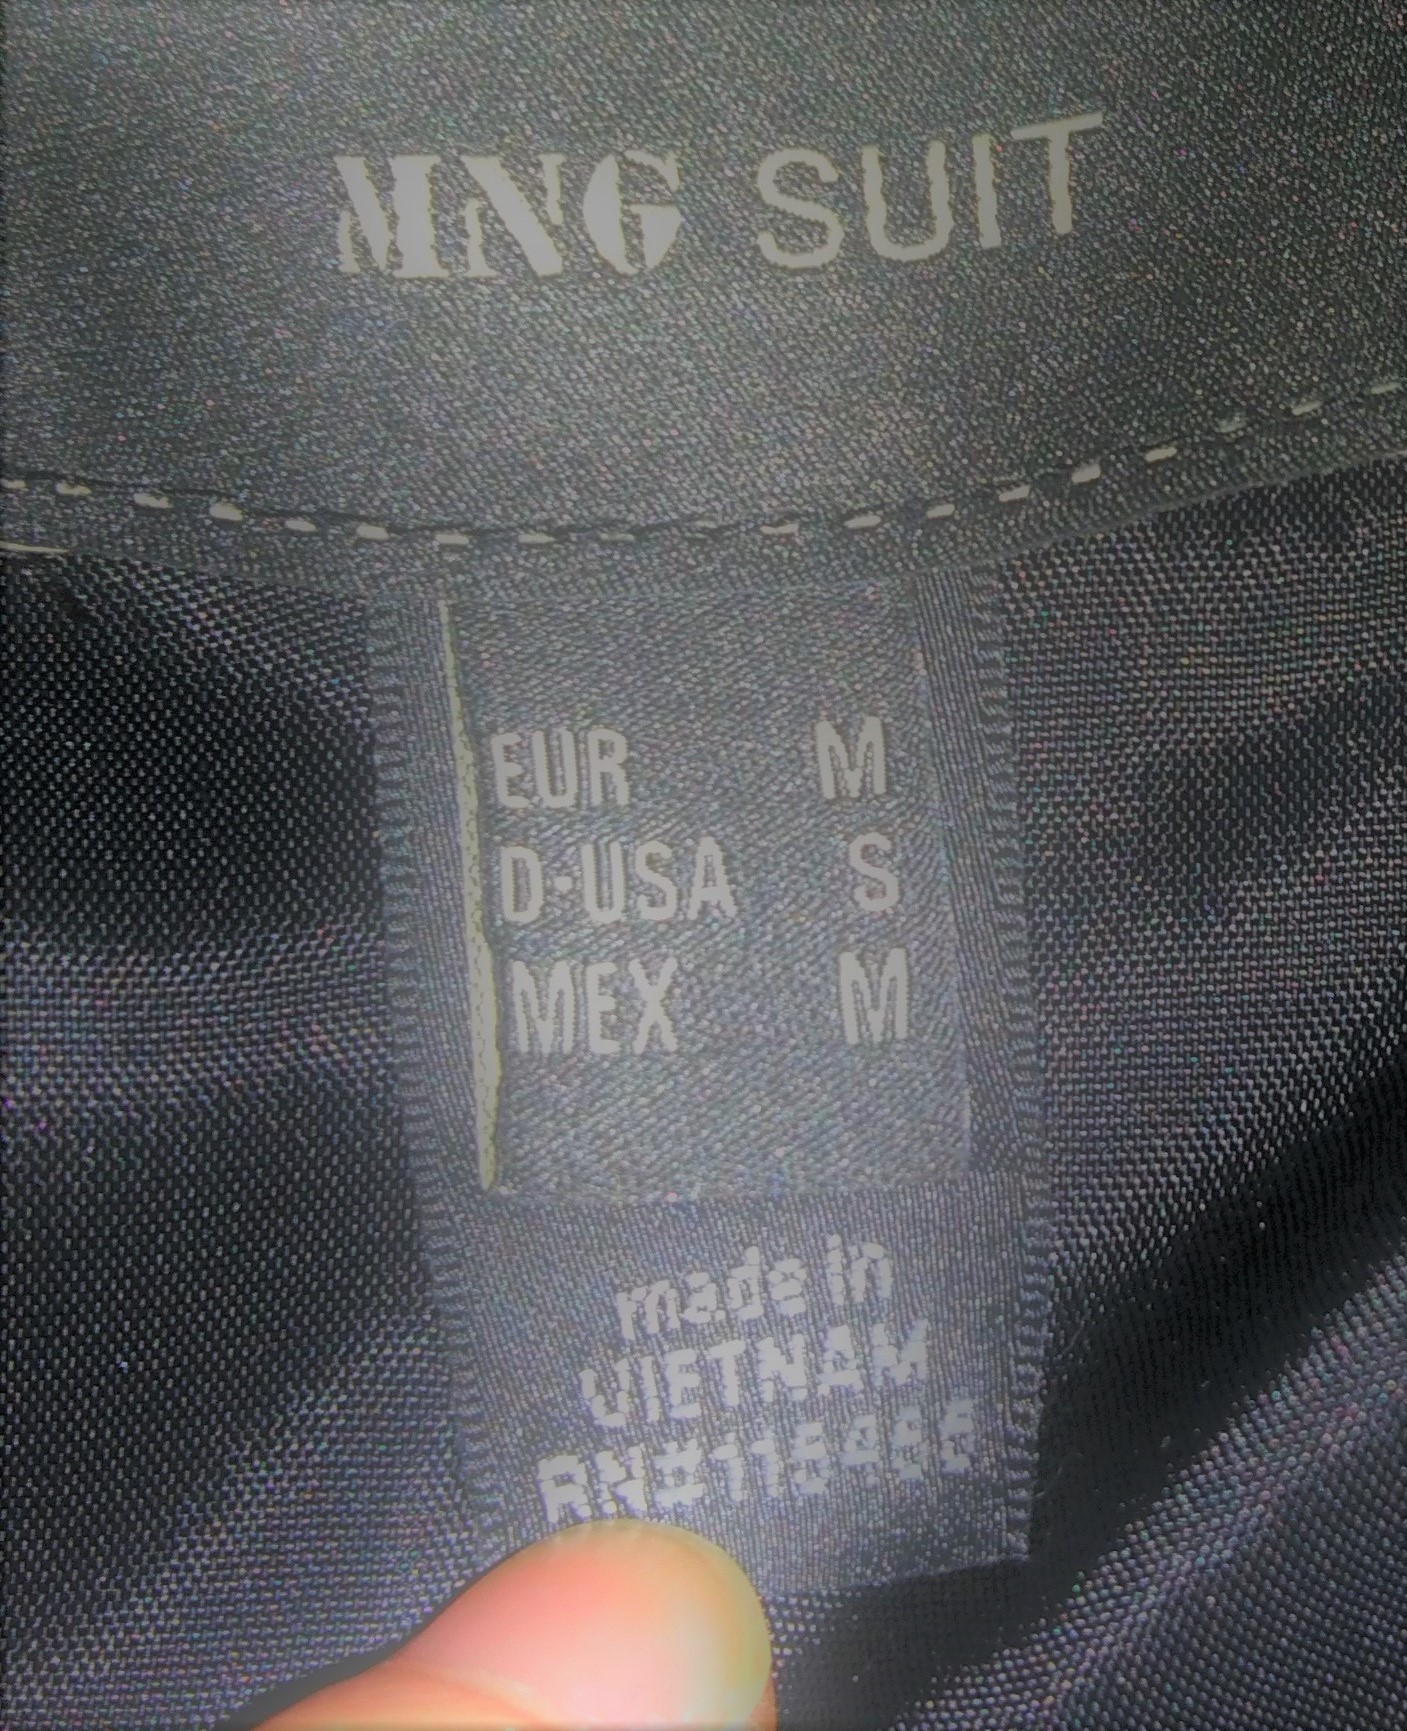 MNG SUIT
EUR M
D·USA S
MEX M
made in
VIETNAM